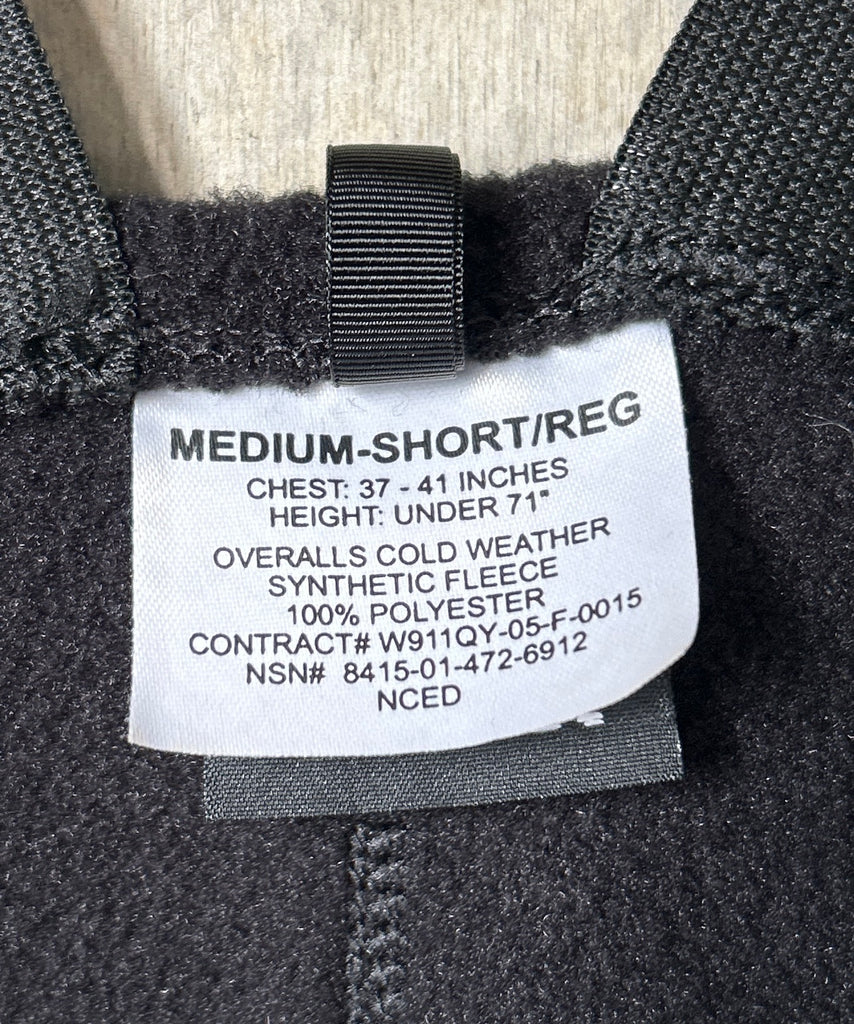 MEDIUM-SHORT/REG
CHEST: 37 - 41 INCHES
HEIGHT: UNDER 71"
OVERALLS COLD WEATHER
SYNTHETIC FLEECE
100% POLYESTER
CONTRACT# W911QY-05-F-0015
NSN# 8415-01-472-6912
NCED